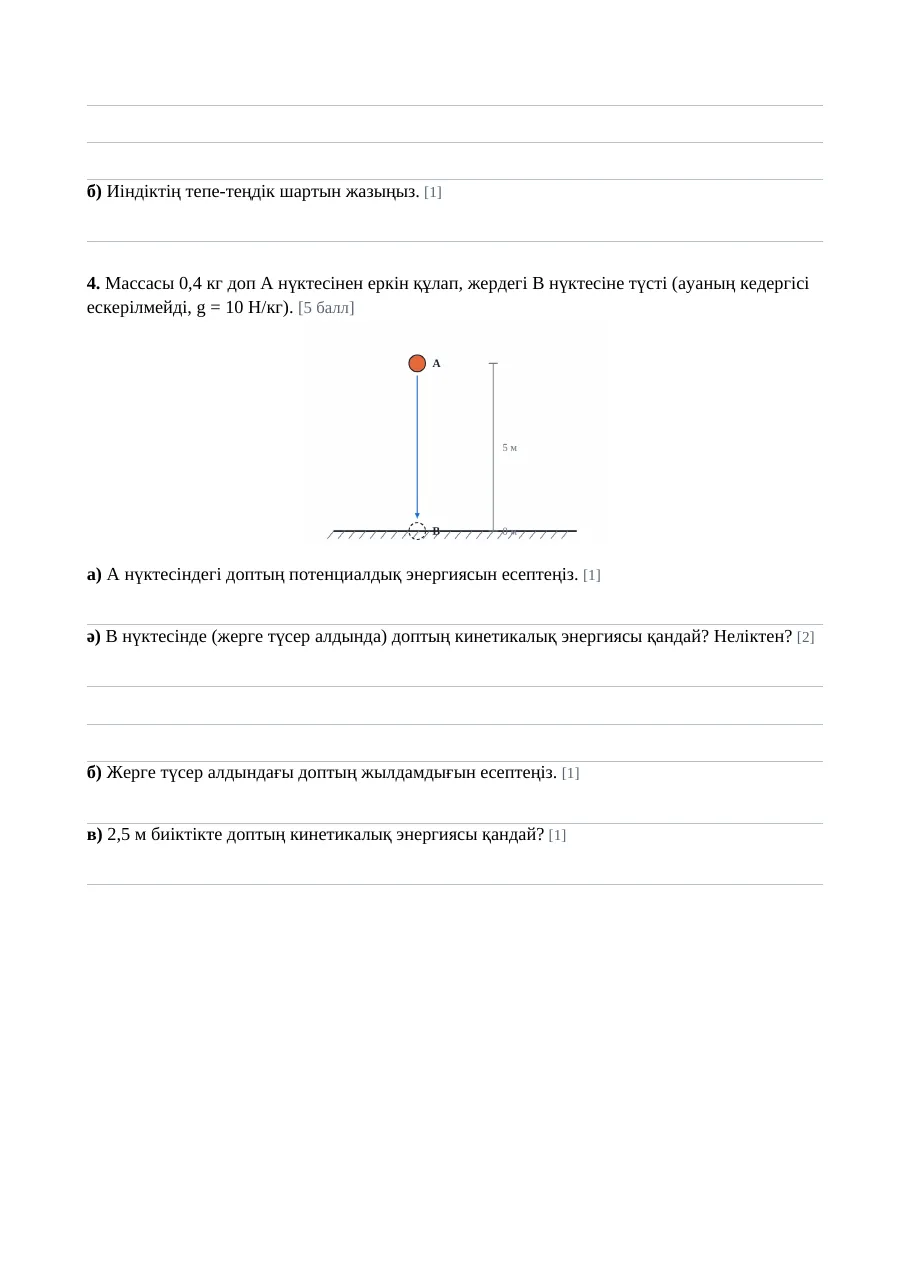 б) Иіндіктің тепе-теңдік шартын жазыңыз. [1]
4. Массасы 0,4 кг доп А нүктесінен еркін құлап, жердегі В нүктесіне түсті (ауаның кедергісі
ескерілмейді, g = 10 Н/кг). [5 балл]
A
5 м
B
0 м
а) А нүктесіндегі доптың потенциалдық энергиясын есептеңіз. [1]
ә) В нүктесінде (жерге түсер алдында) доптың кинетикалық энергиясы қандай? Неліктен? [2]
б) Жерге түсер алдындағы доптың жылдамдығын есептеңіз. [1]
в) 2,5 м биіктікте доптың кинетикалық энергиясы қандай? [1]